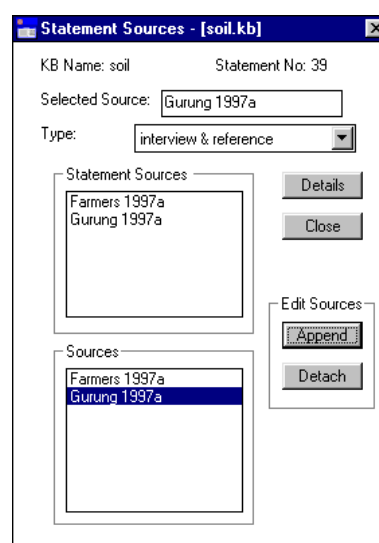 Statement Sources - [soil.kb]
KB Name: soil Statement No: 39
Selected Source: Gurung 1997a
Type: interview & reference
Statement Sources
Farmers 1997a
Gurung 1997a
Details
Close
Edit Sources
Append
Detach
Sources
Farmers 1997a
Gurung 1997a